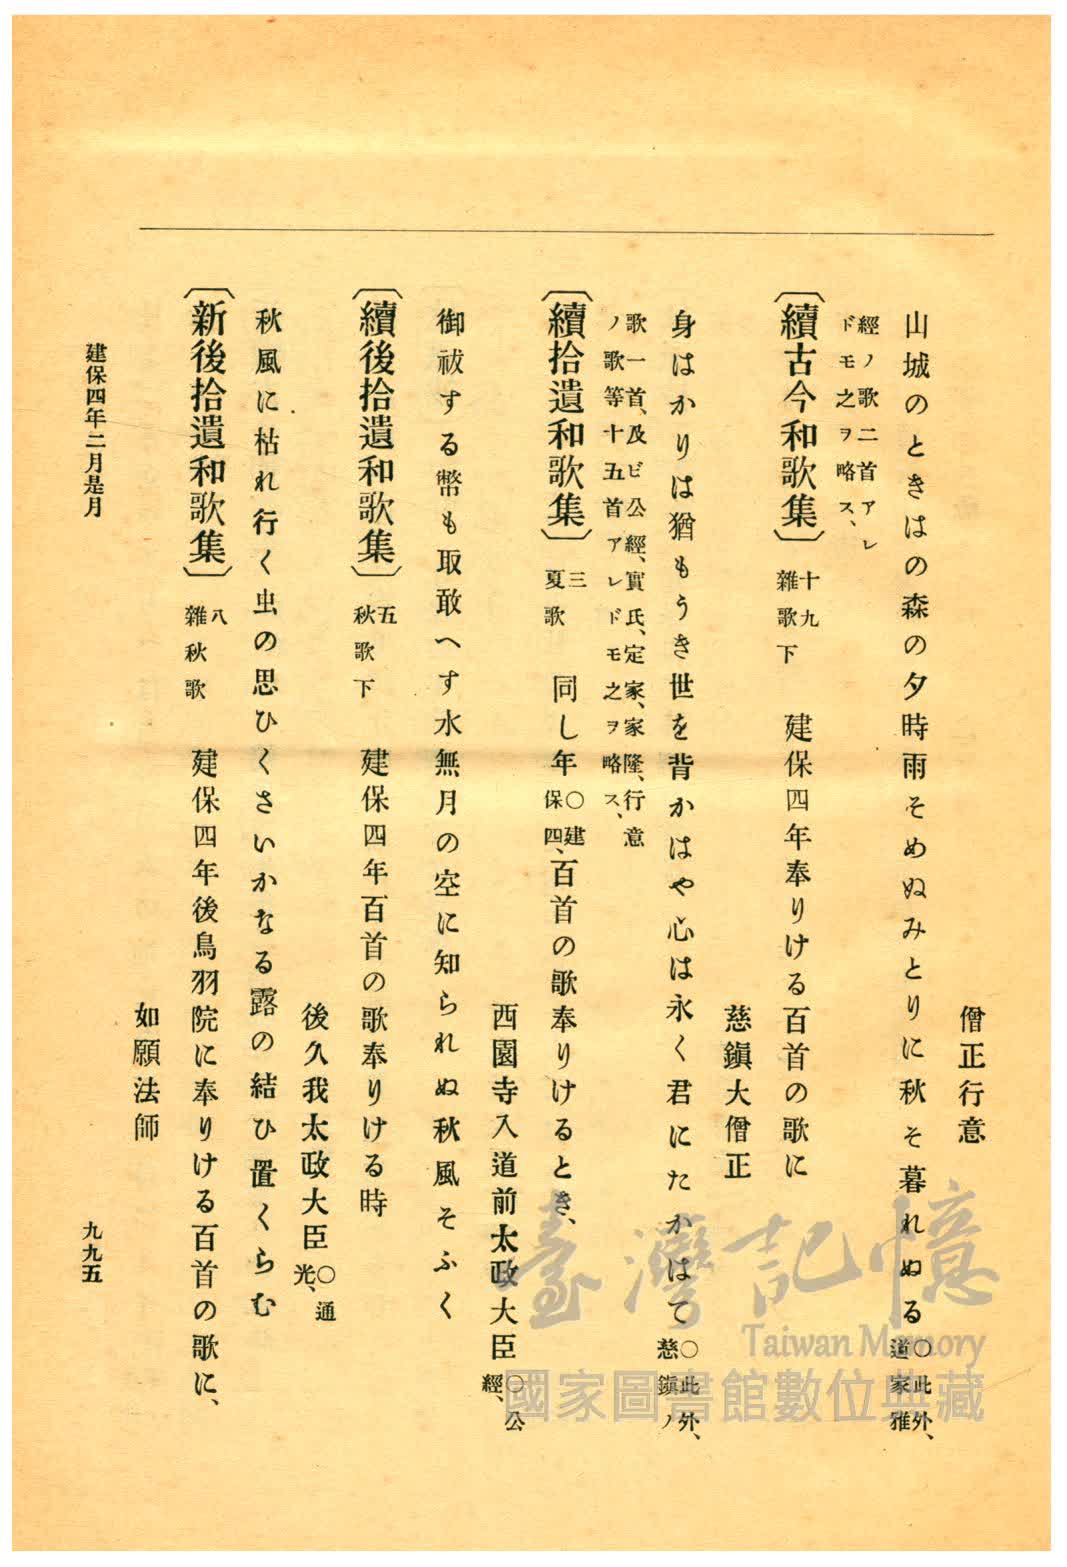 僧正行意
山城のときはの森の夕時雨そめぬみとりに秋そ暮れぬる〇此外、道家雅
經ノ歌二首アレドモ之ヲ略ス、
〔續古今和歌集〕十九雜歌下　建保四年奉りける百首の歌に
慈鎭大僧正
身はかりは猶もうき世を背かはや心は永く君にたかはて〇此外、慈鎭ノ
歌一首、及ビ公經、實氏、定家、家隆、行意ノ歌等十五首アレドモ之ヲ略ス、
〔續拾遺和歌集〕三夏歌　同し年〇建保四、百首の歌奉りけるとき、
西園寺入道前太政大臣〇公經、
御祓する幣も取敢へす水無月の空に知られぬ秋風そふく
〔續後拾遺和歌集〕五秋歌下　建保四年百首の歌奉りける時
後久我太政大臣〇通光、
秋風に枯れ行く虫の思ひくさいかなる露の結ひ置くらむ
〔新後拾遺和歌集〕八雜秋歌　建保四年後鳥羽院に奉りける百首の歌に、
如願法師
建保四年二月是月
九九五
臺灣記憶
Taiwan Memory
國家圖書館數位典藏